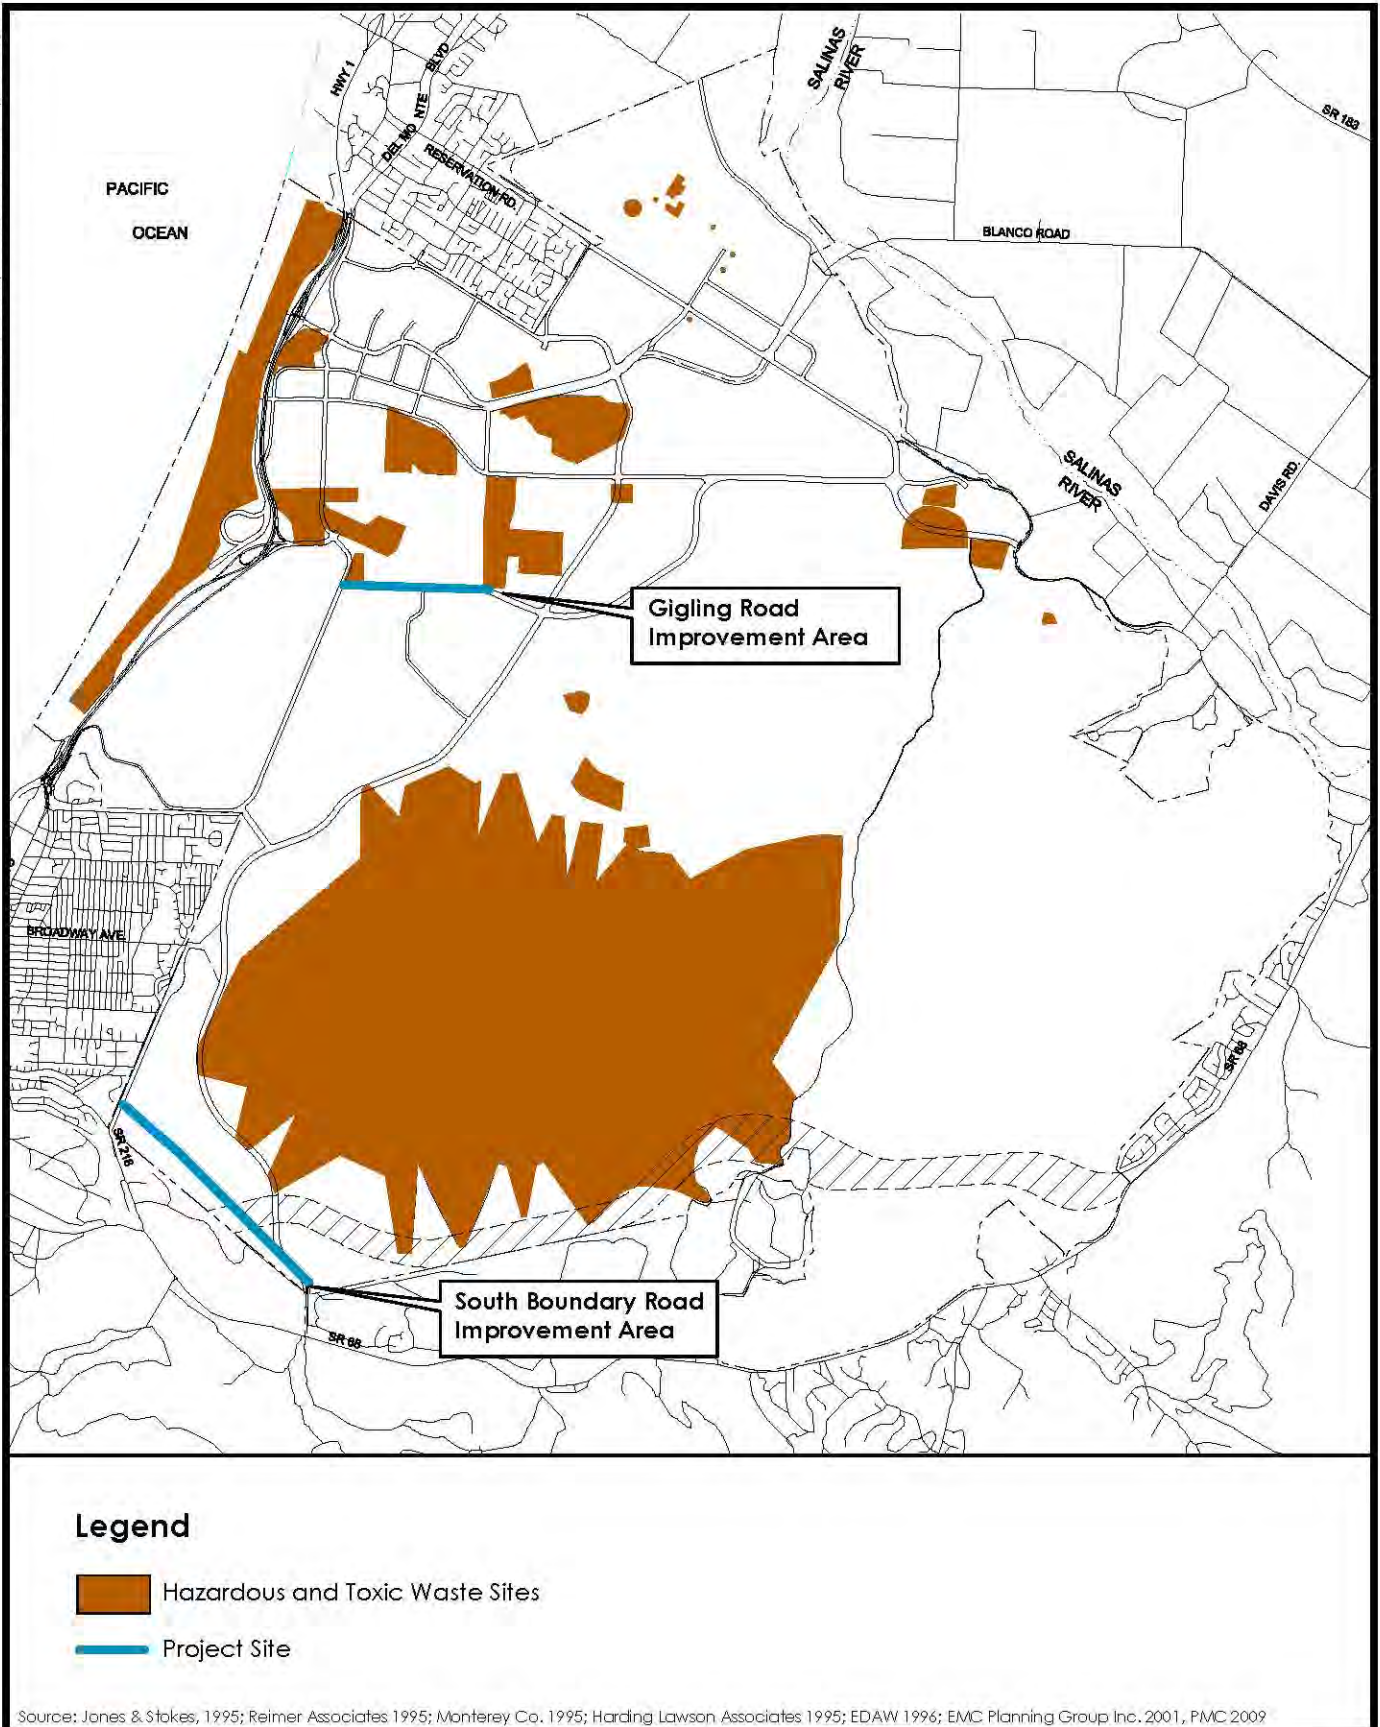 HWY 1
DEL MO NTE BLVD
RESERVATION RD.
SALINAS
RIVER
SR 183
PACIFIC
OCEAN
BLANCO ROAD
SALINAS
RIVER
DAVIS RD.
Gigling Road
Improvement Area
BROADWAY AVE.
SR 68
SR 218
South Boundary Road
Improvement Area
SR 68
Legend
Hazardous and Toxic Waste Sites
Project Site
Source: Jones & Stokes, 1995; Reimer Associates 1995; Monterey Co. 1995; Harding Lawson Associates 1995; EDAW 1996; EMC Planning Group Inc. 2001, PMC 2009